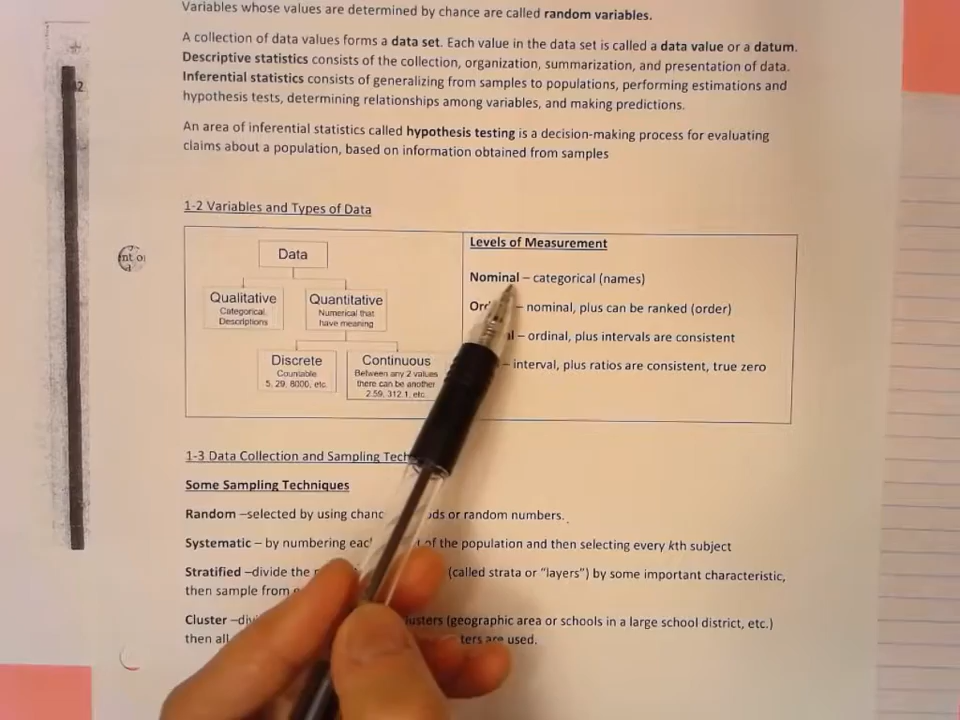 Variables whose values are determined by chance are called random variables.
A collection of data values forms a data set. Each value in the data set is called a data value or a datum.
Descriptive statistics consists of the collection, organization, summarization, and presentation of data.
Inferential statistics consists of generalizing from samples to populations, performing estimations and
hypothesis tests, determining relationships among variables, and making predictions.
An area of inferential statistics called hypothesis testing is a decision-making process for evaluating
claims about a population, based on information obtained from samples
1-2 Variables and Types of Data
Data
Qualitative
Categorical
Descriptions
Quantitative
Numerical that
have meaning
Discrete
Countable
5, 29, 8000, etc.
Continuous
Between any 2 values
there can be another
2.59, 312.1, etc.
Levels of Measurement
Nominal – categorical (names)
– nominal, plus can be ranked (order)
– ordinal, plus intervals are consistent
– interval, plus ratios are consistent, true zero
1-3 Data Collection and Sampling
Some Sampling Techniques
Random –selected by using or random numbers.
Systematic – by numbering of the population and then selecting every kth subject
Stratified –divide the (called strata or “layers”) by some important characteristic,
then sample from
Cluster (geographic area or schools in a large school district, etc.)
then all are used.